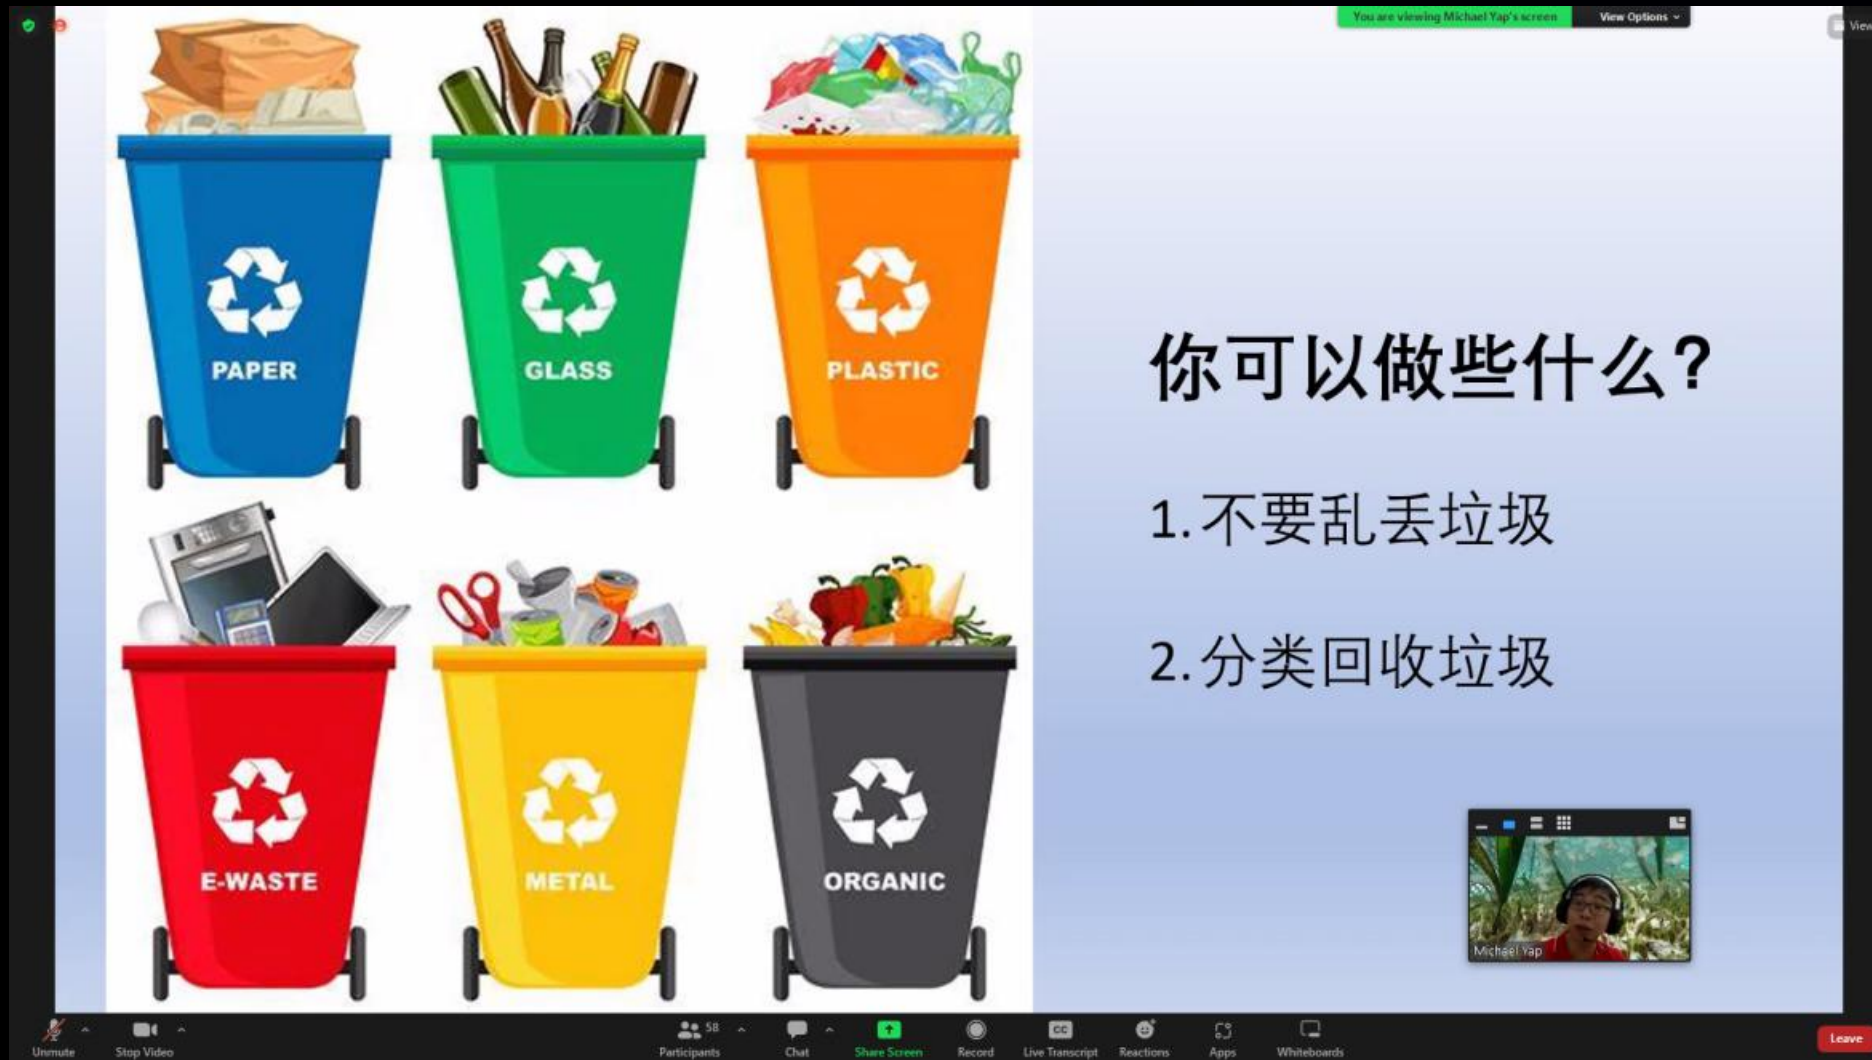 You are viewing Michael Yap's screen
View Options
View
PAPER
GLASS
PLASTIC
E-WASTE
METAL
ORGANIC
你可以做些什么?
1. 不要乱丢垃圾
2. 分类回收垃圾
Michael Yap
Unmute
Stop Video
58
Participants
Chat
Share Screen
Record
CC
Live Transcript
Reactions
Apps
Whiteboards
Leave